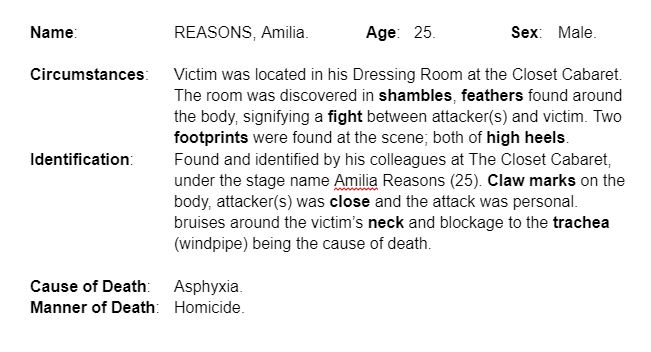 Name: REASONS, Amilia. Age: 25. Sex: Male.
Circumstances: Victim was located in his Dressing Room at the Closet Cabaret.
The room was discovered in shambles, feathers found around
the body, signifying a fight between attacker(s) and victim. Two
footprints were found at the scene; both of high heels.
Identification: Found and identified by his colleagues at The Closet Cabaret,
under the stage name Amilia Reasons (25). Claw marks on the
body, attacker(s) was close and the attack was personal.
bruises around the victim's neck and blockage to the trachea
(windpipe) being the cause of death.
Cause of Death: Asphyxia.
Manner of Death: Homicide.